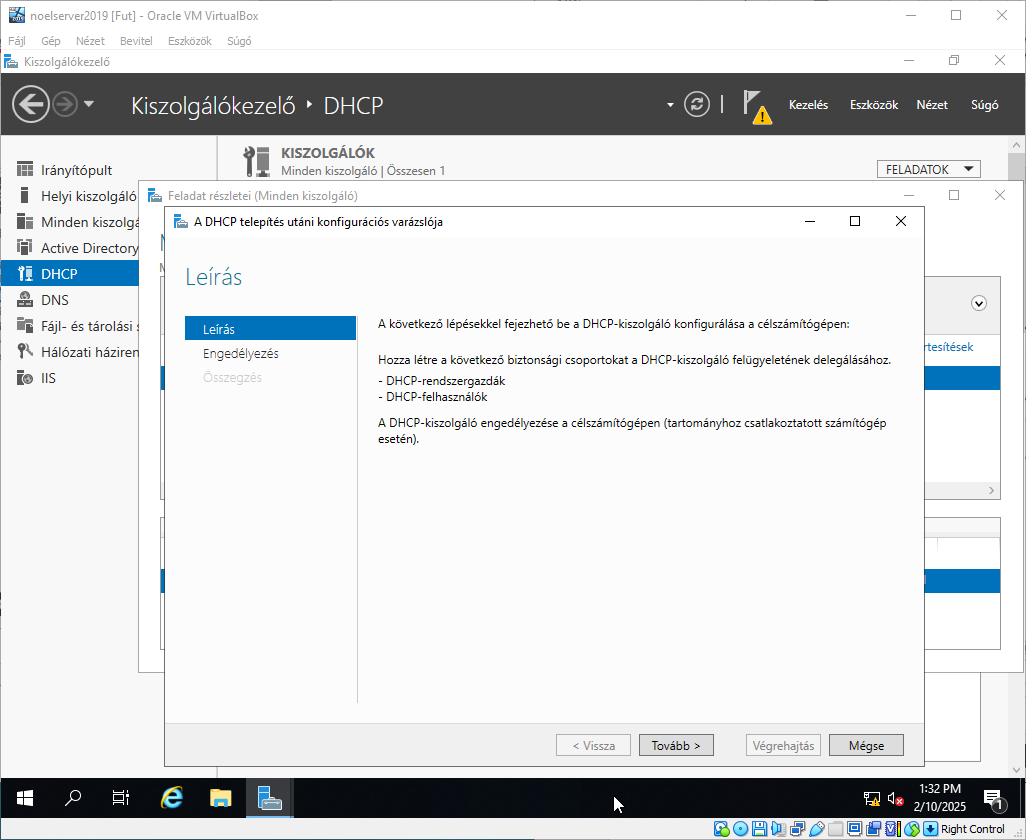 noelserver2019 [Fut] - Oracle VM VirtualBox
Fájl Gép Nézet Bevitel Eszközök Súgó
Kiszolgálókezelő
Kiszolgálókezelő ‣ DHCP
Kezelés Eszközök Nézet Súgó
Irányítópult
Helyi kiszolgáló
Minden kiszolgá
Active Directory
DHCP
DNS
Fájl- és tárolási s
Hálózati háziren
IIS
KISZOLGÁLÓK
Minden kiszolgáló | Összesen 1
FELADATOK
Feladat részletei (Minden kiszolgáló)
rtesítések
A DHCP telepítés utáni konfigurációs varázslója
Leírás
Leírás
Engedélyezés
Összegzés
A következő lépésekkel fejezhető be a DHCP-kiszolgáló konfigurálása a célszámítógépen:
Hozza létre a következő biztonsági csoportokat a DHCP-kiszolgáló felügyeletének delegálásához.
- DHCP-rendszergazdák
- DHCP-felhasználók
A DHCP-kiszolgáló engedélyezése a célszámítógépen (tartományhoz csatlakoztatott számítógép
esetén).
< Vissza Tovább > Végrehajtás Mégse
1:32 PM
2/10/2025
1
Right Control